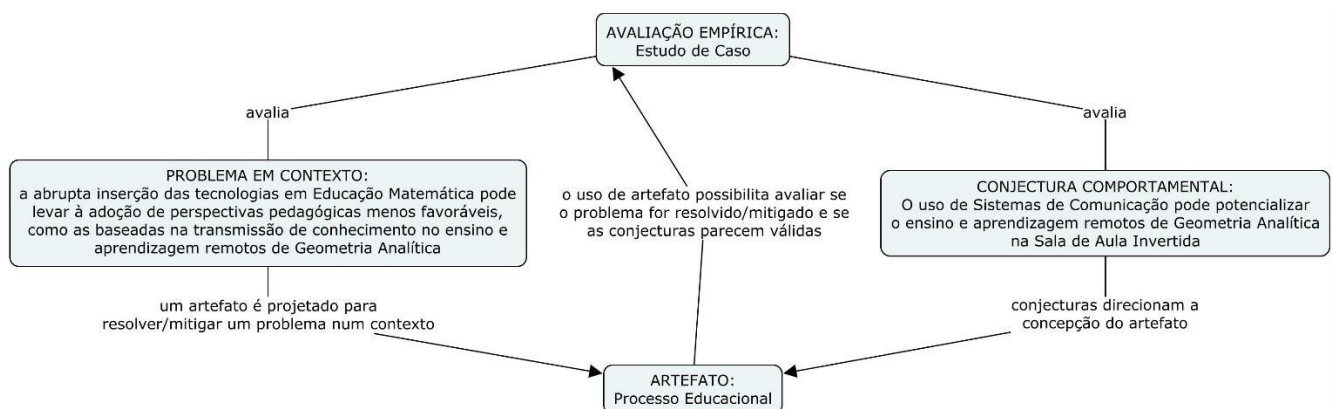 AVALIAÇÃO EMPÍRICA:
Estudo de Caso
avalia
avalia
PROBLEMA EM CONTEXTO:
a abrupta inserção das tecnologias em Educação Matemática pode
levar à adoção de perspectivas pedagógicas menos favoráveis,
como as baseadas na transmissão de conhecimento no ensino e
aprendizagem remotos de Geometria Analítica
o uso de artefato possibilita avaliar se
o problema for resolvido/mitigado e se
as conjecturas parecem válidas
CONJECTURA COMPORTAMENTAL:
O uso de Sistemas de Comunicação pode potencializar
o ensino e aprendizagem remotos de Geometria Analítica
na Sala de Aula Invertida
um artefato é projetado para
resolver/mitigar um problema num contexto
conjecturas direcionam a
concepção do artefato
ARTEFATO:
Processo Educacional